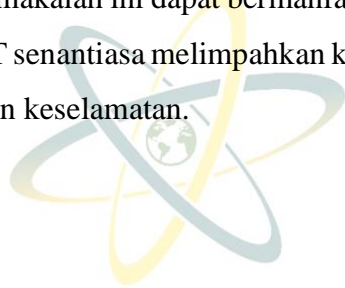 makalah ini dapat bermanfa
T senantiasa melimpahkan k
n keselamatan.